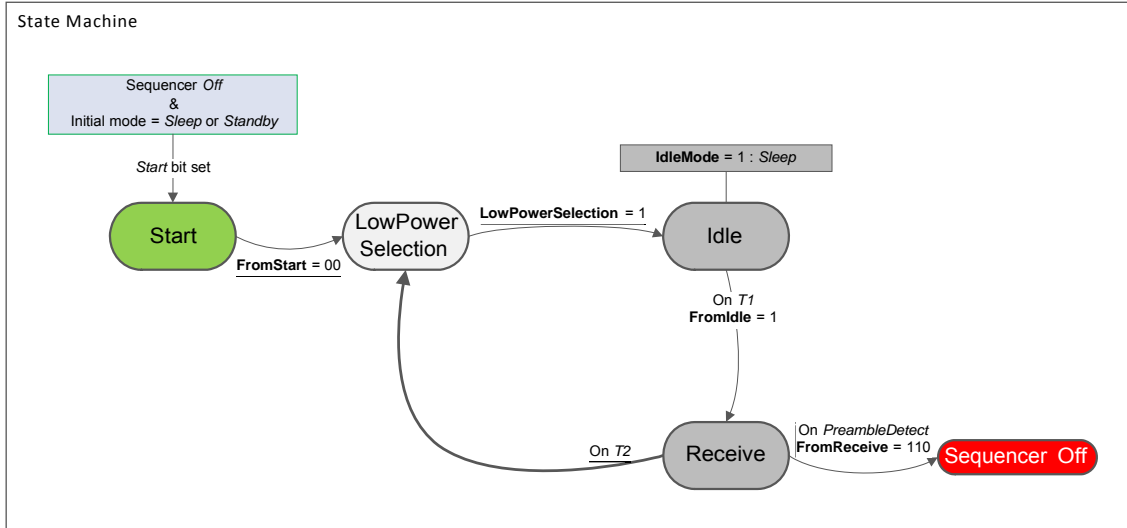 State Machine
Sequencer Off
&
Initial mode = Sleep or Standby
Start bit set
IdleMode = 1 : Sleep
Start
FromStart = 00
LowPower
Selection
LowPowerSelection = 1
Idle
On T1
FromIdle = 1
On T2
Receive
On PreambleDetect
FromReceive = 110
Sequencer Off